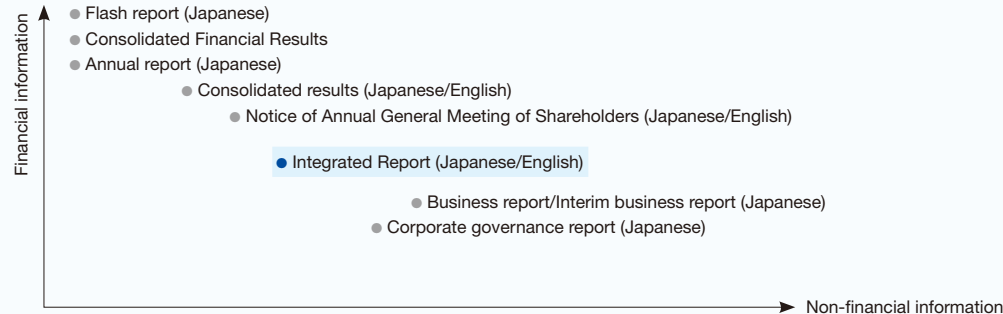 Financial information
Flash report (Japanese)
Consolidated Financial Results
Annual report (Japanese)
Consolidated results (Japanese/English)
Notice of Annual General Meeting of Shareholders (Japanese/English)
Integrated Report (Japanese/English)
Business report/Interim business report (Japanese)
Corporate governance report (Japanese)
Non-financial information